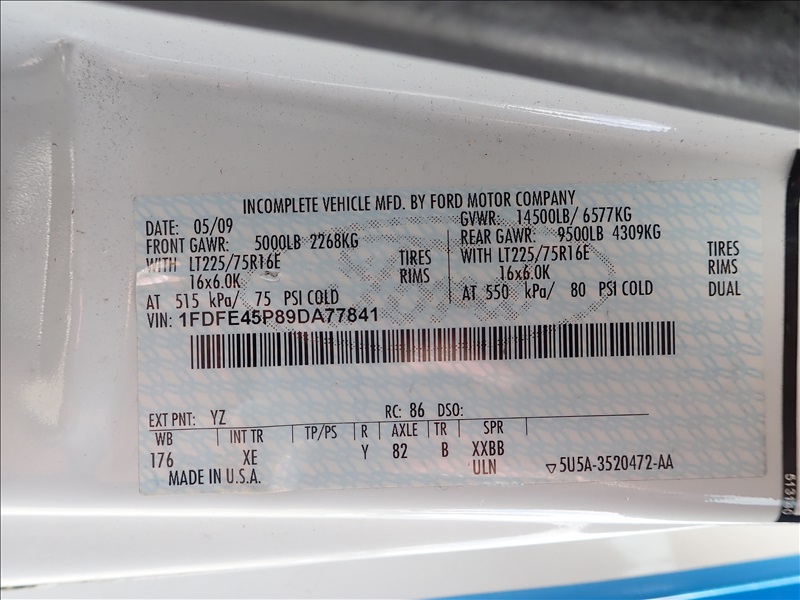 INCOMPLETE VEHICLE MFD. BY FORD MOTOR COMPANY
DATE: 05/09 GVWR: 14500LB/ 6577KG
FRONT GAWR: 5000LB 2268KG REAR GAWR: 9500LB 4309KG
WITH LT225/75R16E TIRES WITH LT225/75R16E TIRES
16x6.0K RIMS 16x6.0K RIMS
AT 515 kPa/ 75 PSI COLD AT 550 kPa/ 80 PSI COLD DUAL
VIN: 1FDFE45P89DA77841
EXT PNT: YZ RC: 86 DSO:
WB INT TR TP/PS R AXLE TR SPR
176 XE Y 82 B XXBB
MADE IN U.S.A. ULN ▽5U5A-3520472-AA